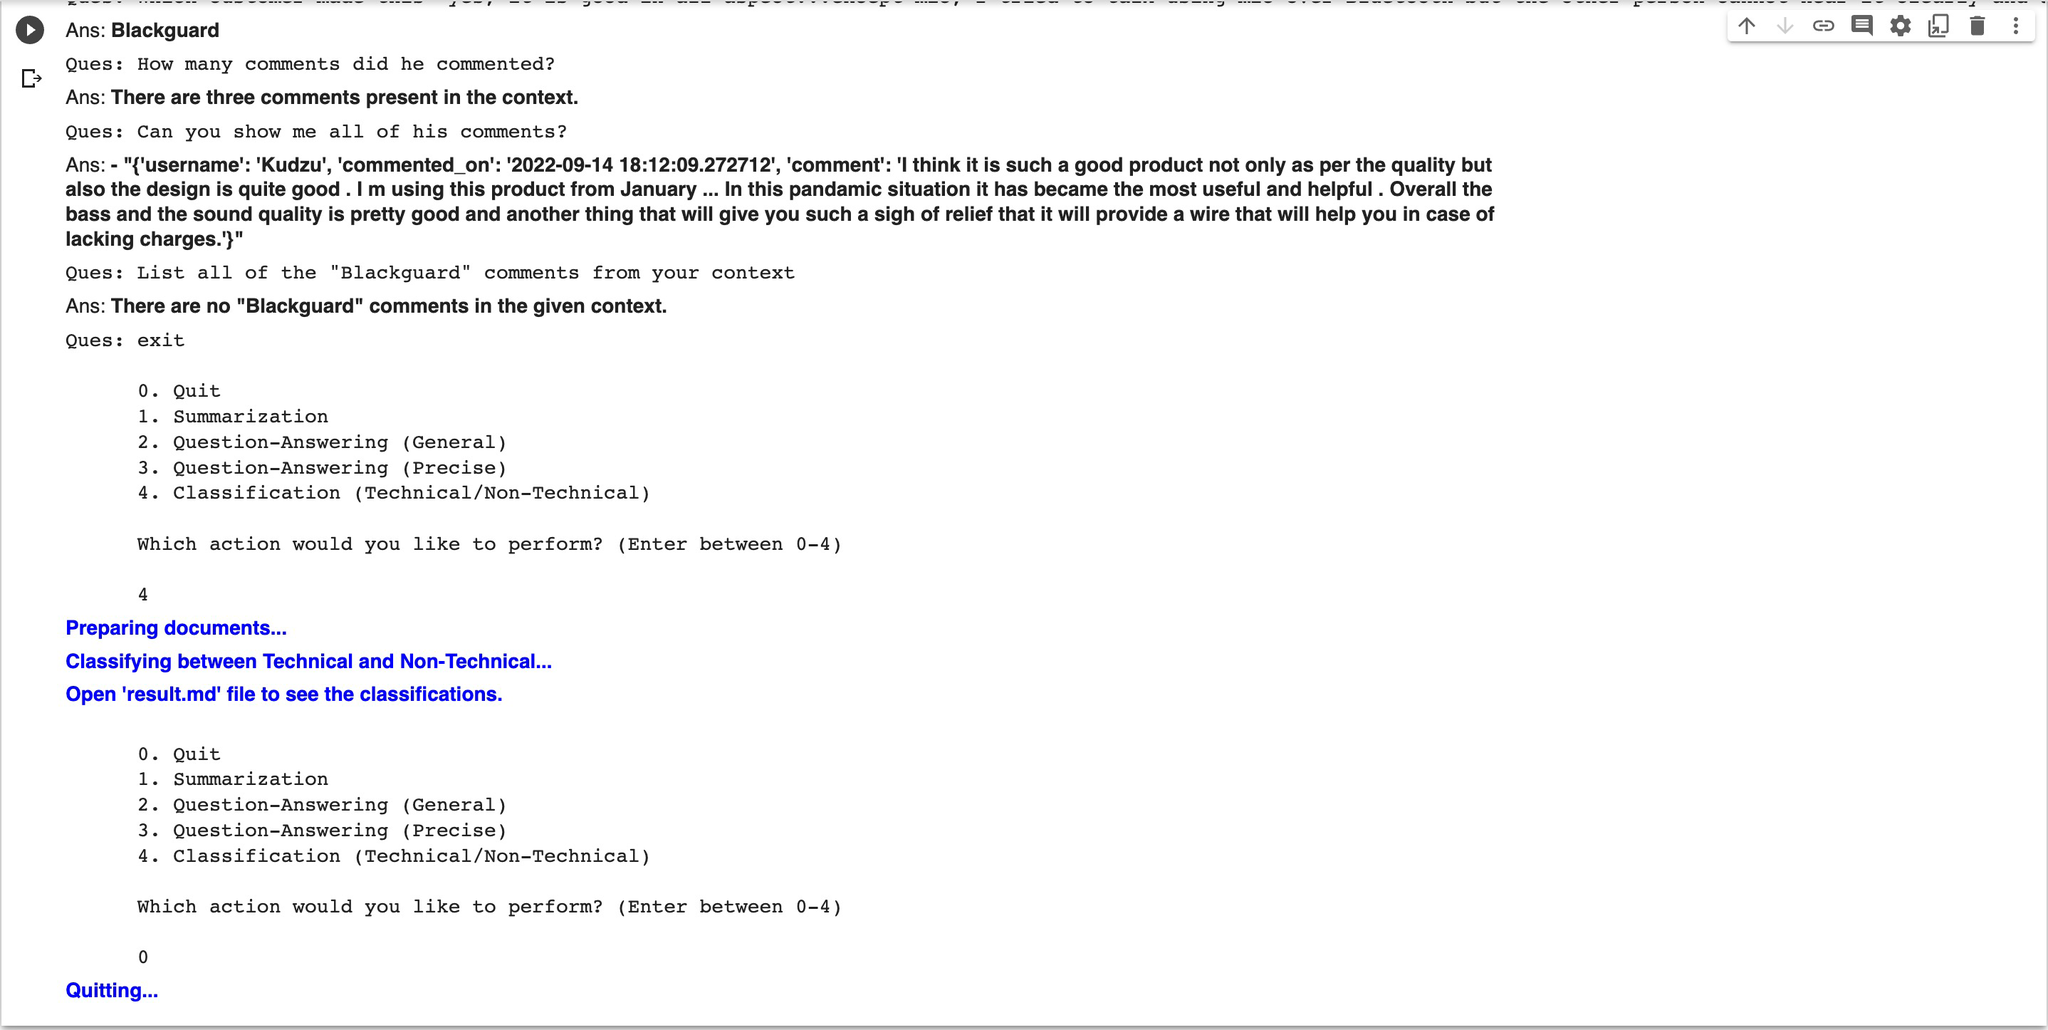 Ans: Blackguard
Ques: How many comments did he commented?
Ans: There are three comments present in the context.
Ques: Can you show me all of his comments?
Ans: - "{'username': 'Kudzu', 'commented_on': '2022-09-14 18:12:09.272712', 'comment': 'I think it is such a good product not only as per the quality but
also the design is quite good . I m using this product from January ... In this pandamic situation it has became the most useful and helpful . Overall the
bass and the sound quality is pretty good and another thing that will give you such a sigh of relief that it will provide a wire that will help you in case of
lacking charges.'}"
Ques: List all of the "Blackguard" comments from your context
Ans: There are no "Blackguard" comments in the given context.
Ques: exit
0. Quit
1. Summarization
2. Question-Answering (General)
3. Question-Answering (Precise)
4. Classification (Technical/Non-Technical)
Which action would you like to perform? (Enter between 0-4)
4
Preparing documents...
Classifying between Technical and Non-Technical...
Open 'result.md' file to see the classifications.
0. Quit
1. Summarization
2. Question-Answering (General)
3. Question-Answering (Precise)
4. Classification (Technical/Non-Technical)
Which action would you like to perform? (Enter between 0-4)
0
Quitting...